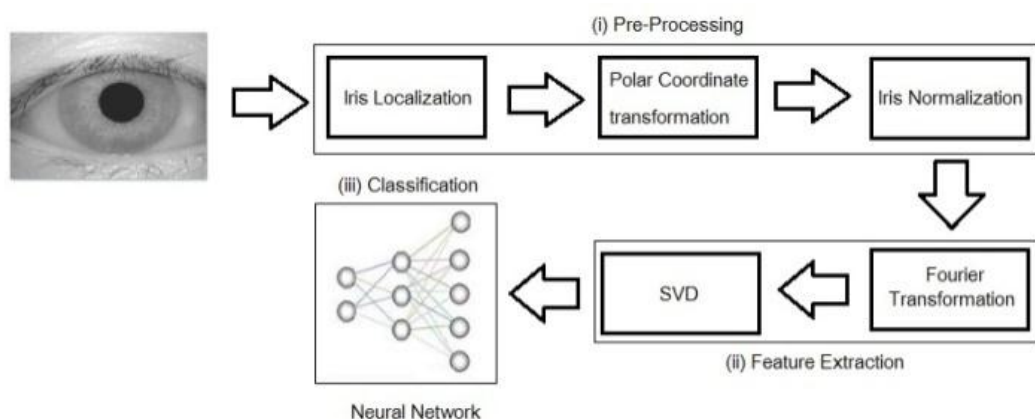 (i) Pre-Processing
Iris Localization
Polar Coordinate
transformation
Iris Normalization
(iii) Classification
SVD
Fourier
Transformation
(ii) Feature Extraction
Neural Network